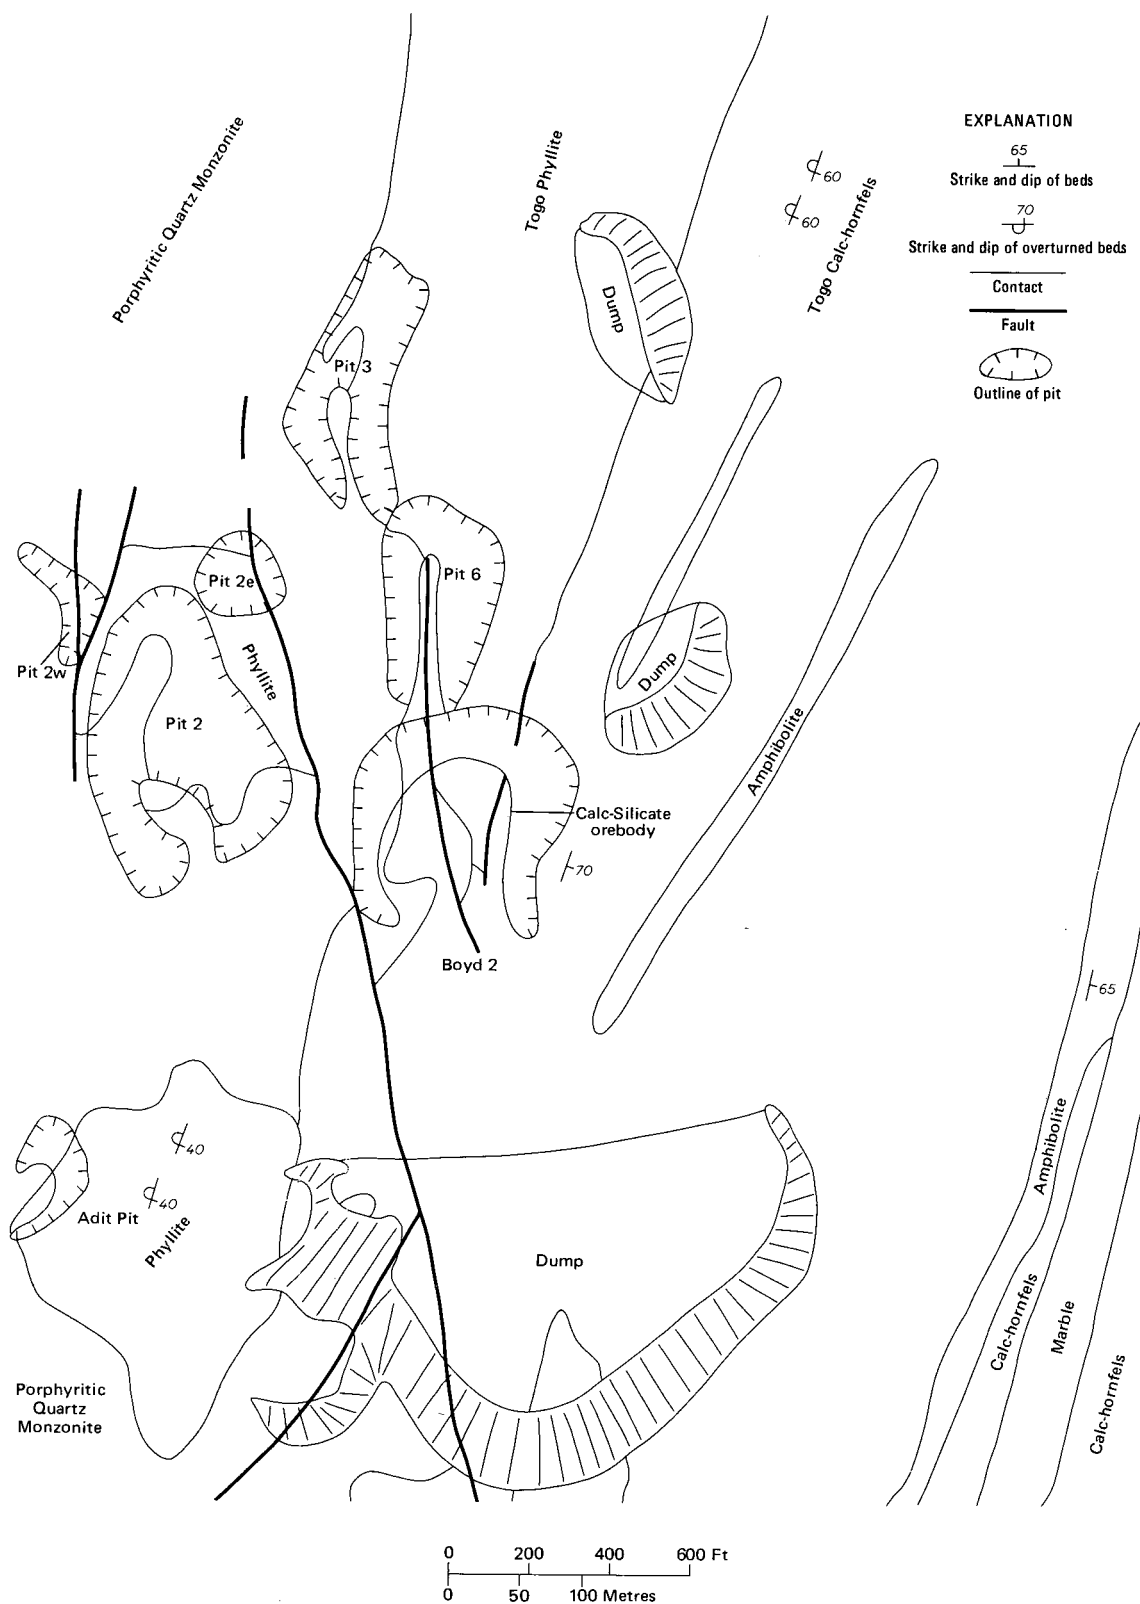 EXPLANATION
65
Strike and dip of beds
70
Strike and dip of overturned beds
Contact
Fault
Outline of pit
Porphyritic Quartz Monzonite
Togo Phyllite
60
60
Togo Calc-hornfels
Dump
Pit 3
Pit 6
Pit 2e
Phyllite
Pit 2w
Pit 2
Dump
Amphibolite
Calc-Silicate
orebody
70
Boyd 2
65
Amphibolite
40
40
Adit Pit
Phyllite
Dump
Calc-hornfels
Marble
Calc-hornfels
Porphyritic
Quartz
Monzonite
0 200 400 600 Ft
0 50 100 Metres